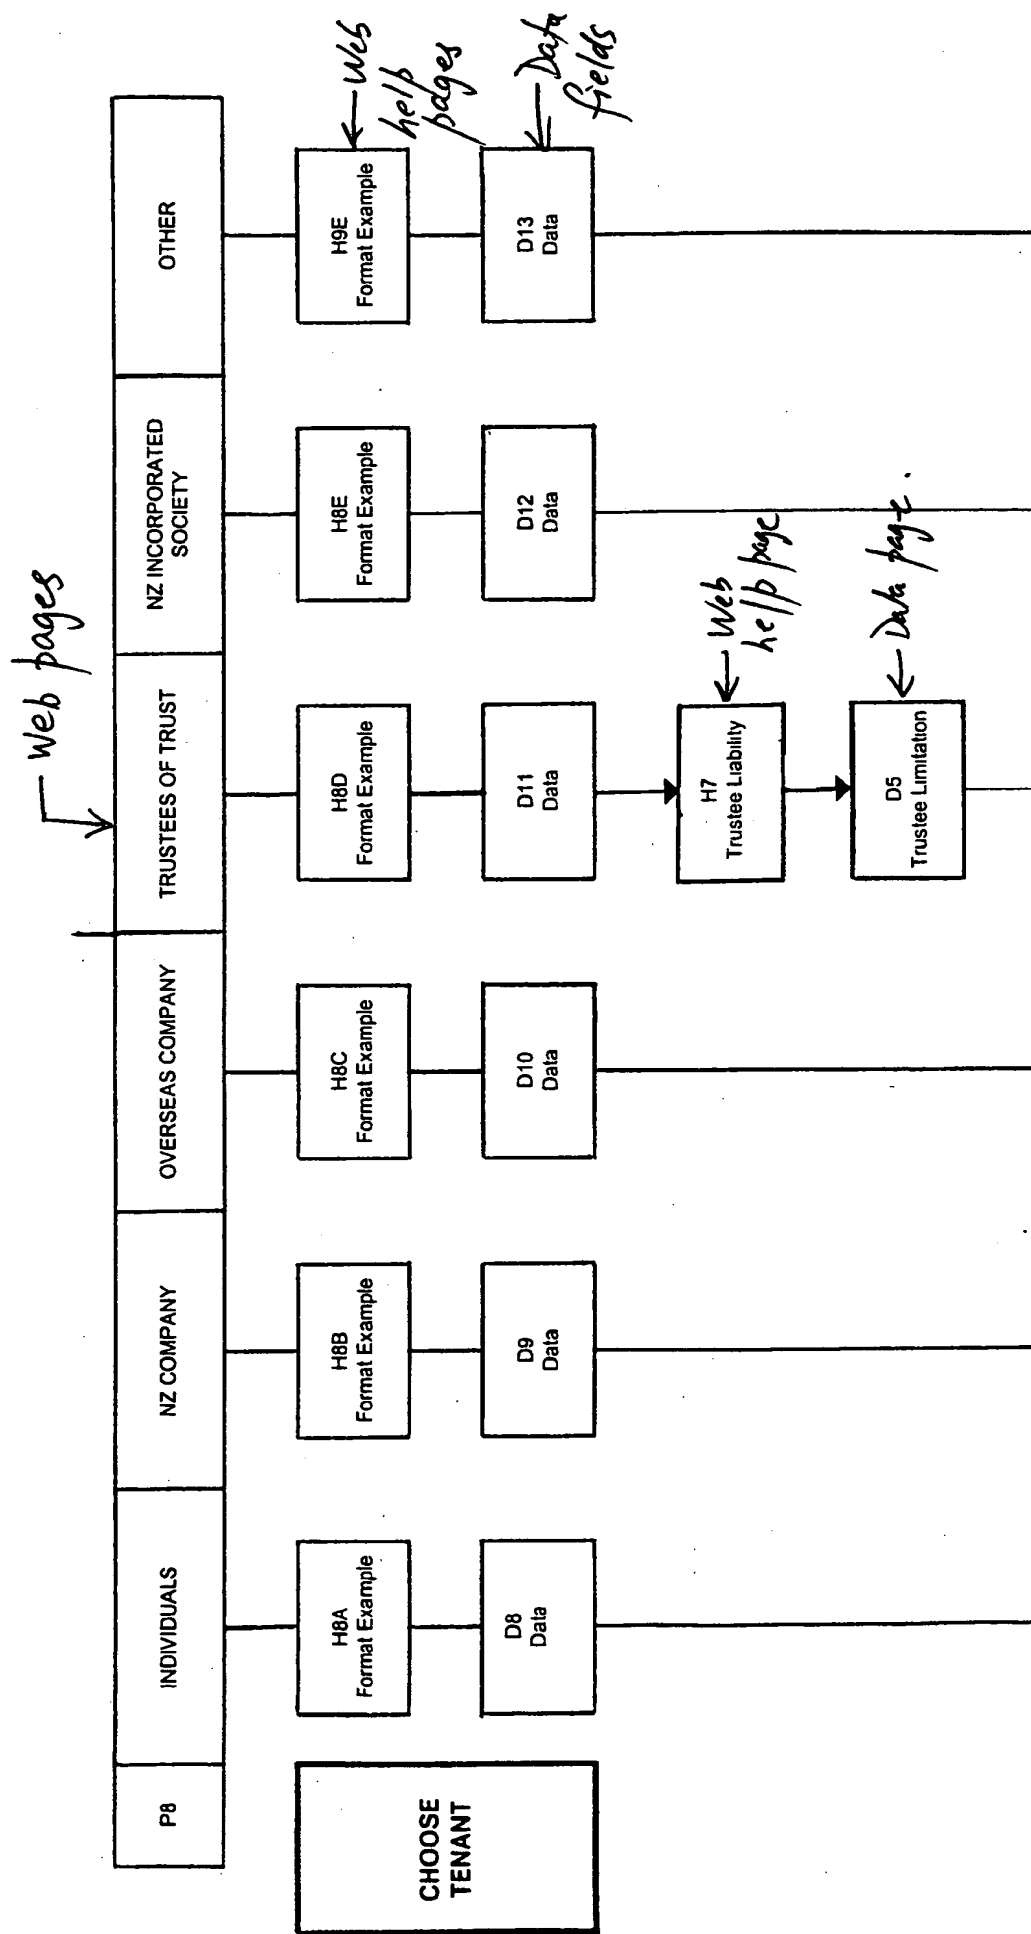 Web pages
P8
INDIVIDUALS
NZ COMPANY
OVERSEAS COMPANY
TRUSTEES OF TRUST
NZ INCORPORATED
SOCIETY
OTHER
CHOOSE
TENANT
H8A
Format Example
H8B
Format Example
H8C
Format Example
H8D
Format Example
H8E
Format Example
H9E
Format Example
Web
help
pages
D8
Data
D9
Data
D10
Data
D11
Data
D12
Data
D13
Data
Data
fields
H7
Trustee Liability
Web
help page
D5
Trustee Limitation
Data page.